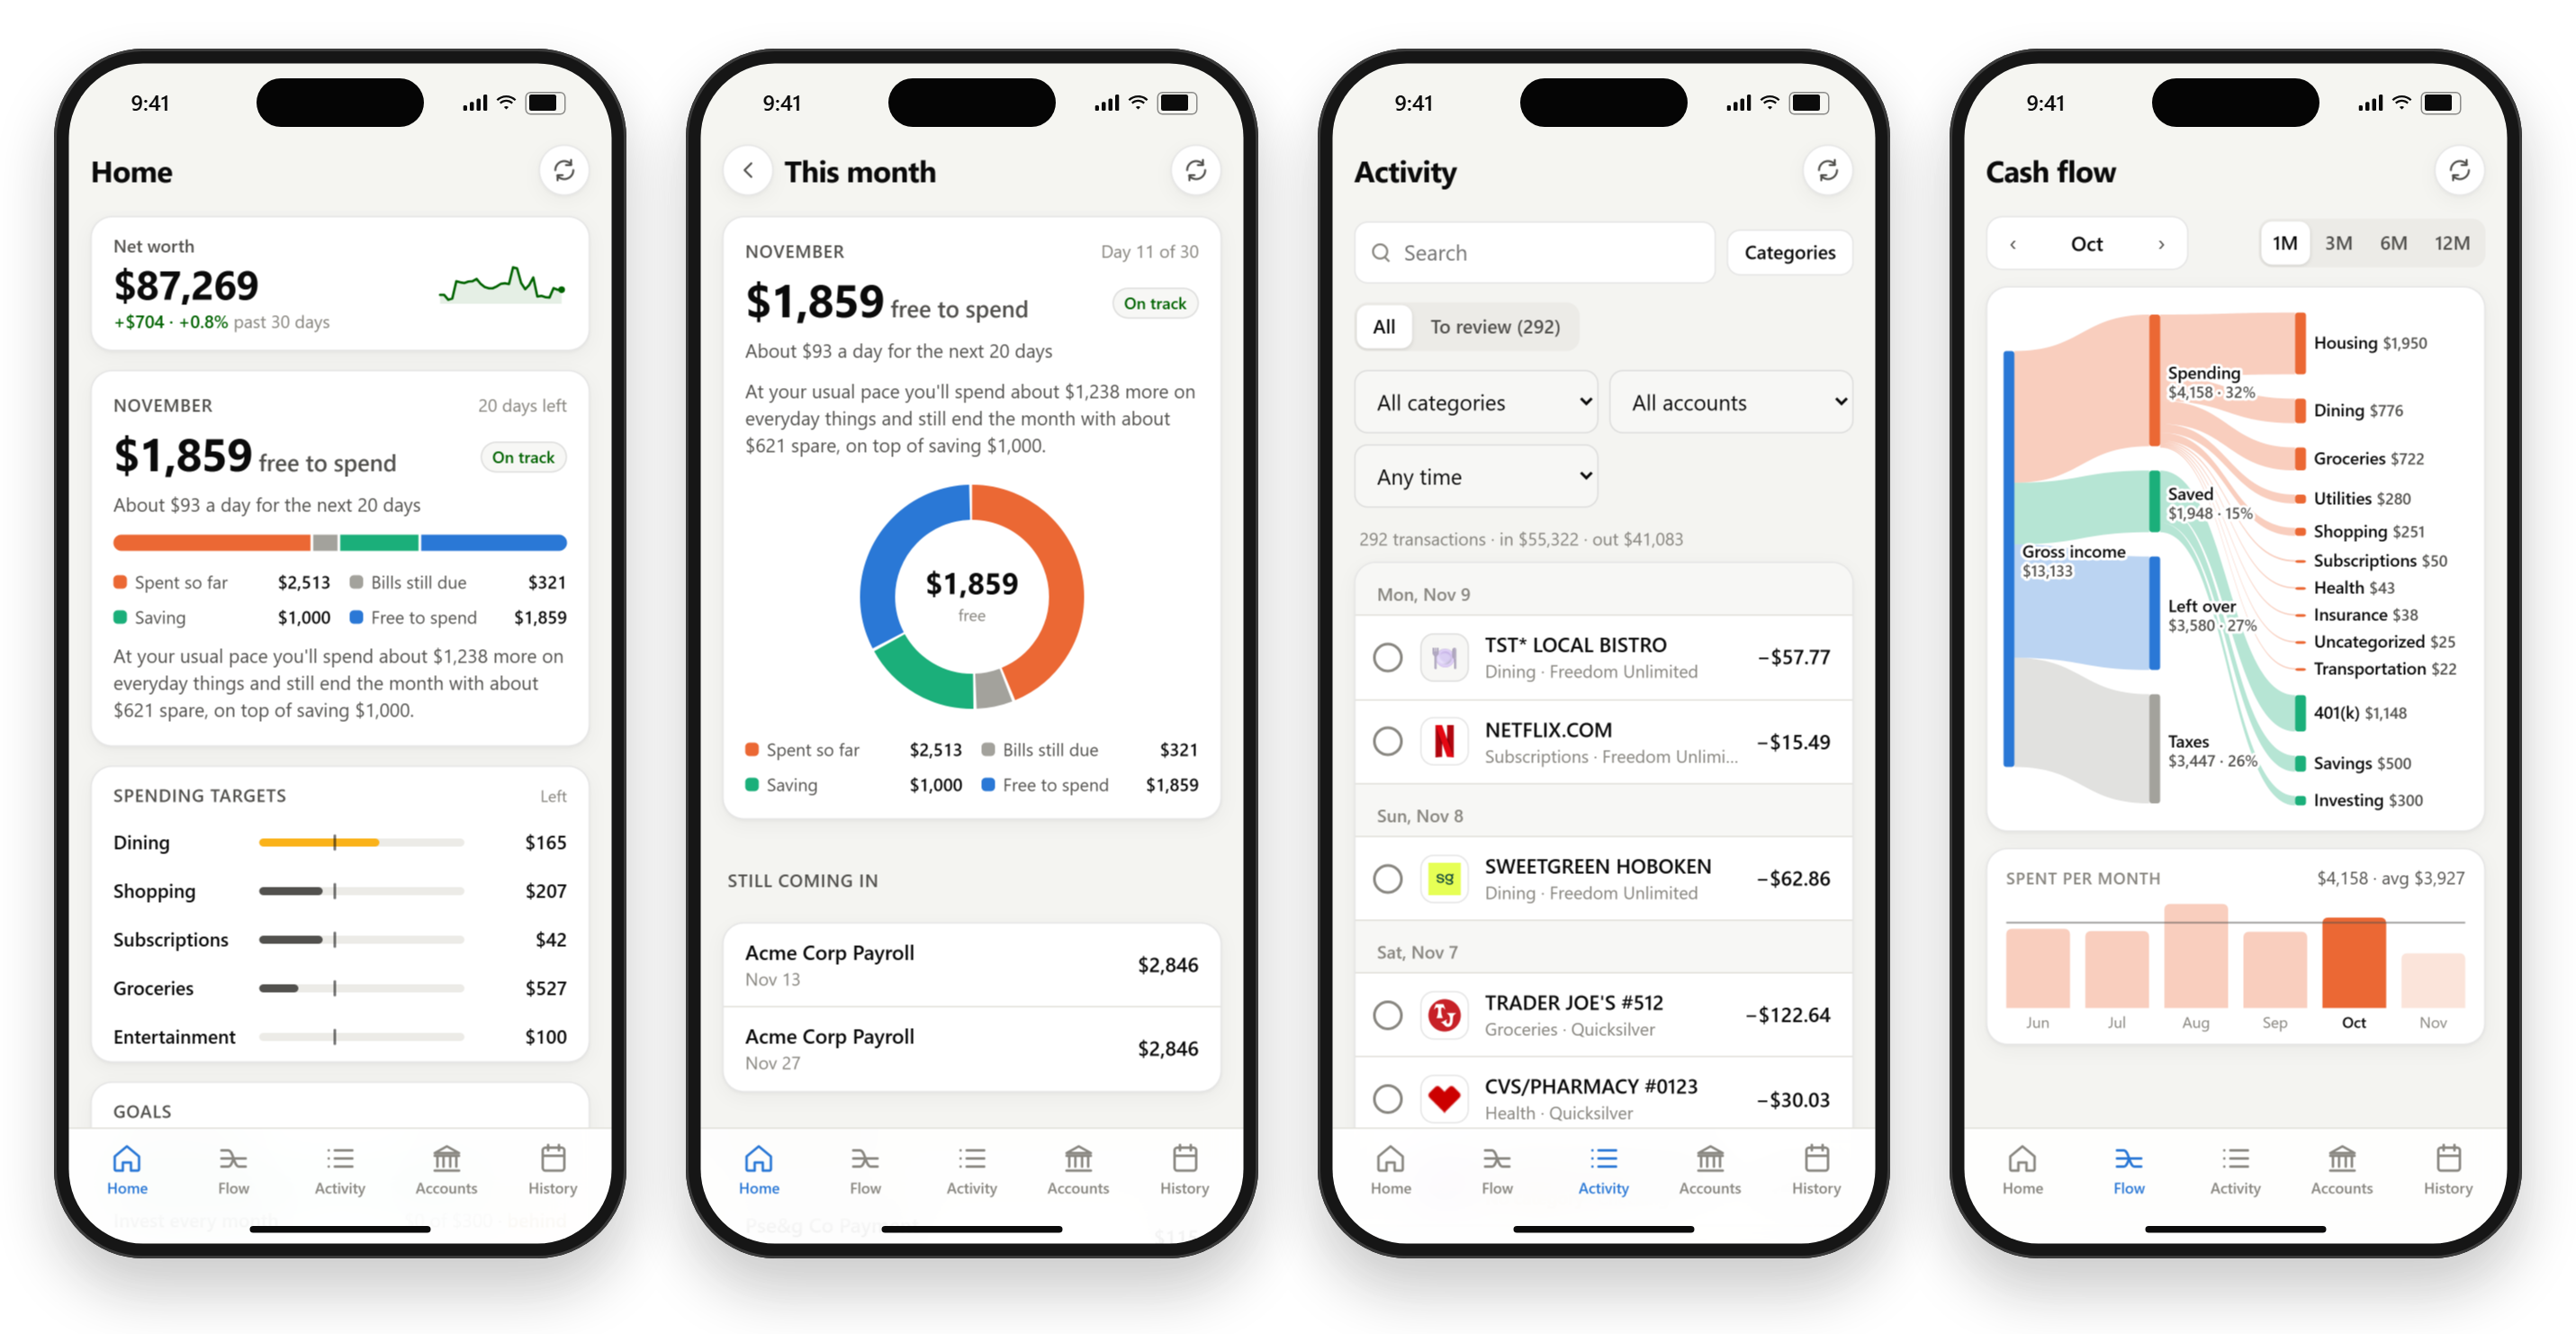 9:41
Home
Net worth
$87,269
+$704 · +0.8% past 30 days
NOVEMBER 20 days left
$1,859 free to spend On track
About $93 a day for the next 20 days
Spent so far $2,513 Bills still due $321
Saving $1,000 Free to spend $1,859
At your usual pace you'll spend about $1,238 more on
everyday things and still end the month with about
$621 spare, on top of saving $1,000.
SPENDING TARGETS Left
Dining $165
Shopping $207
Subscriptions $42
Groceries $527
Entertainment $100
GOALS
Home Flow Activity Accounts History
Invest every month
9:41
This month
NOVEMBER Day 11 of 30
$1,859 free to spend On track
About $93 a day for the next 20 days
At your usual pace you'll spend about $1,238 more on
everyday things and still end the month with about
$621 spare, on top of saving $1,000.
$1,859
free
Spent so far $2,513 Bills still due $321
Saving $1,000 Free to spend $1,859
STILL COMING IN
Acme Corp Payroll $2,846
Nov 13
Acme Corp Payroll $2,846
Nov 27
Home Flow Activity Accounts History
Pse&g Co
9:41
Activity
Search Categories
All To review (292)
All categories All accounts
Any time
292 transactions · in $55,322 · out $41,083
Mon, Nov 9
TST* LOCAL BISTRO −$57.77
Dining · Freedom Unlimited
N NETFLIX.COM −$15.49
Subscriptions · Freedom Unlimi...
Sun, Nov 8
sg SWEETGREEN HOBOKEN −$62.86
Dining · Freedom Unlimited
Sat, Nov 7
TJ TRADER JOE'S #512 −$122.64
Groceries · Quicksilver
CVS/PHARMACY #0123 −$30.03
Health · Quicksilver
Home Flow Activity Accounts History
9:41
Cash flow
‹ Oct › 1M 3M 6M 12M
Gross income
$13,133
Spending
$4,158 · 32%
Saved
$1,948 · 15%
Left over
$3,580 · 27%
Taxes
$3,447 · 26%
Housing $1,950
Dining $776
Groceries $722
Utilities $280
Shopping $251
Subscriptions $50
Health $43
Insurance $38
Uncategorized $25
Transportation $22
401(k) $1,148
Savings $500
Investing $300
SPENT PER MONTH $4,158 · avg $3,927
Jun Jul Aug Sep Oct Nov
Home Flow Activity Accounts History